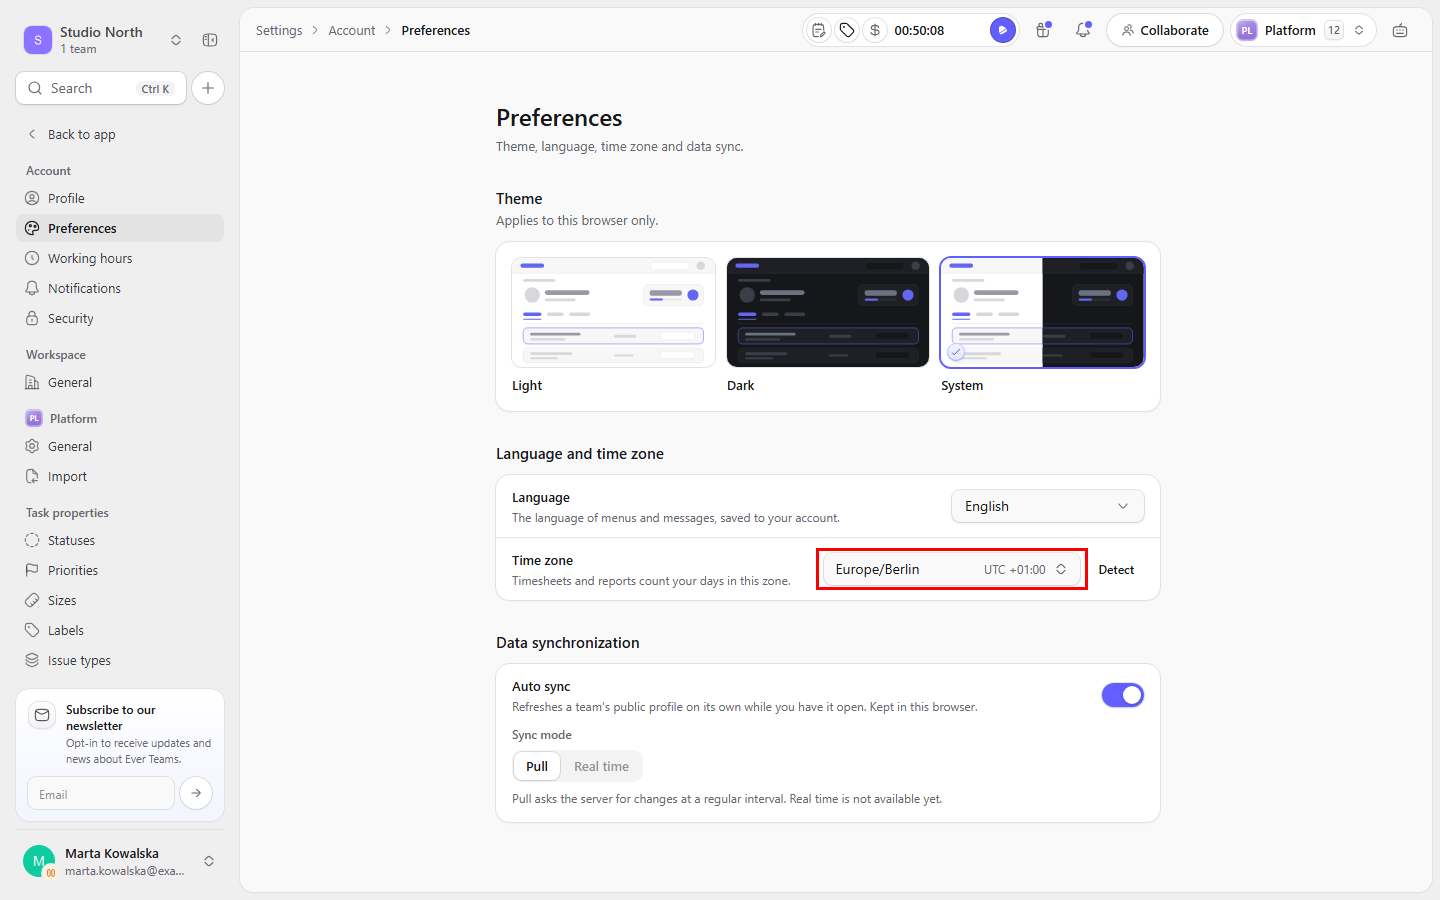 S
Studio North
1 team
Search
Ctrl K
Back to app
Account
Profile
Preferences
Working hours
Notifications
Security
Workspace
General
PL Platform
General
Import
Task properties
Statuses
Priorities
Sizes
Labels
Issue types
Subscribe to our
newsletter
Opt-in to receive updates and
news about Ever Teams.
Email
M
Marta Kowalska
marta.kowalska@exa...
Settings > Account > Preferences
$
00:50:08
Collaborate
PL Platform 12
Preferences
Theme, language, time zone and data sync.
Theme
Applies to this browser only.
Light
Dark
System
Language and time zone
Language
The language of menus and messages, saved to your account.
English
Time zone
Timesheets and reports count your days in this zone.
Europe/Berlin UTC +01:00
Detect
Data synchronization
Auto sync
Refreshes a team's public profile on its own while you have it open. Kept in this browser.
Sync mode
Pull Real time
Pull asks the server for changes at a regular interval. Real time is not available yet.